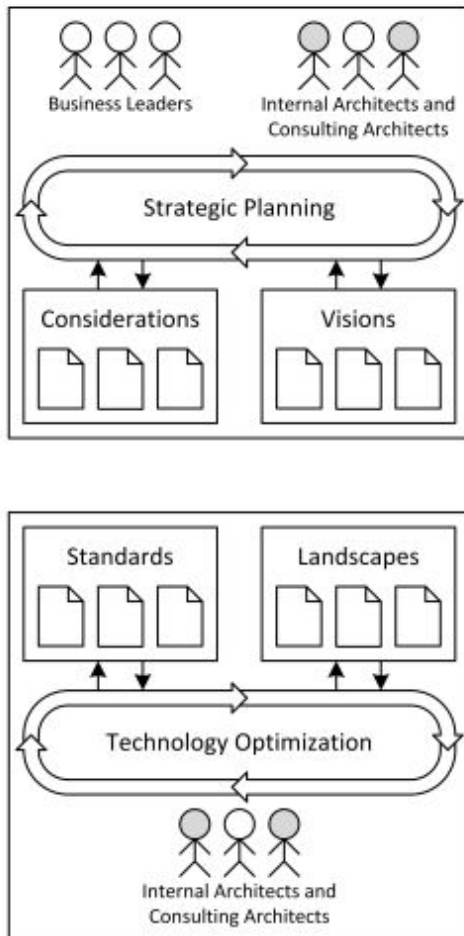 Business Leaders
Internal Architects and
Consulting Architects
Strategic Planning
Considerations
Visions
Standards
Landscapes
Technology Optimization
Internal Architects and
Consulting Architects